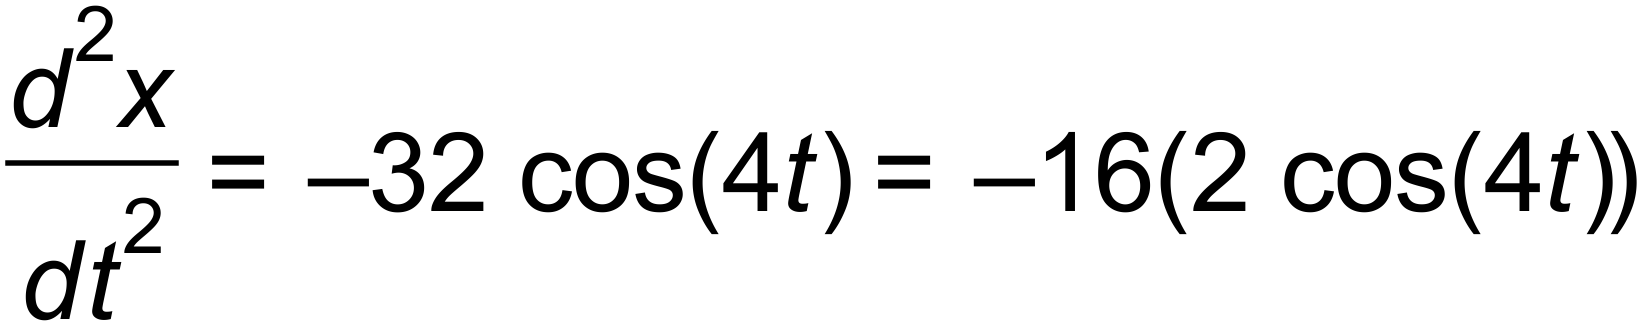 d²x/dt² = –32 cos(4t) = –16(2 cos(4t))